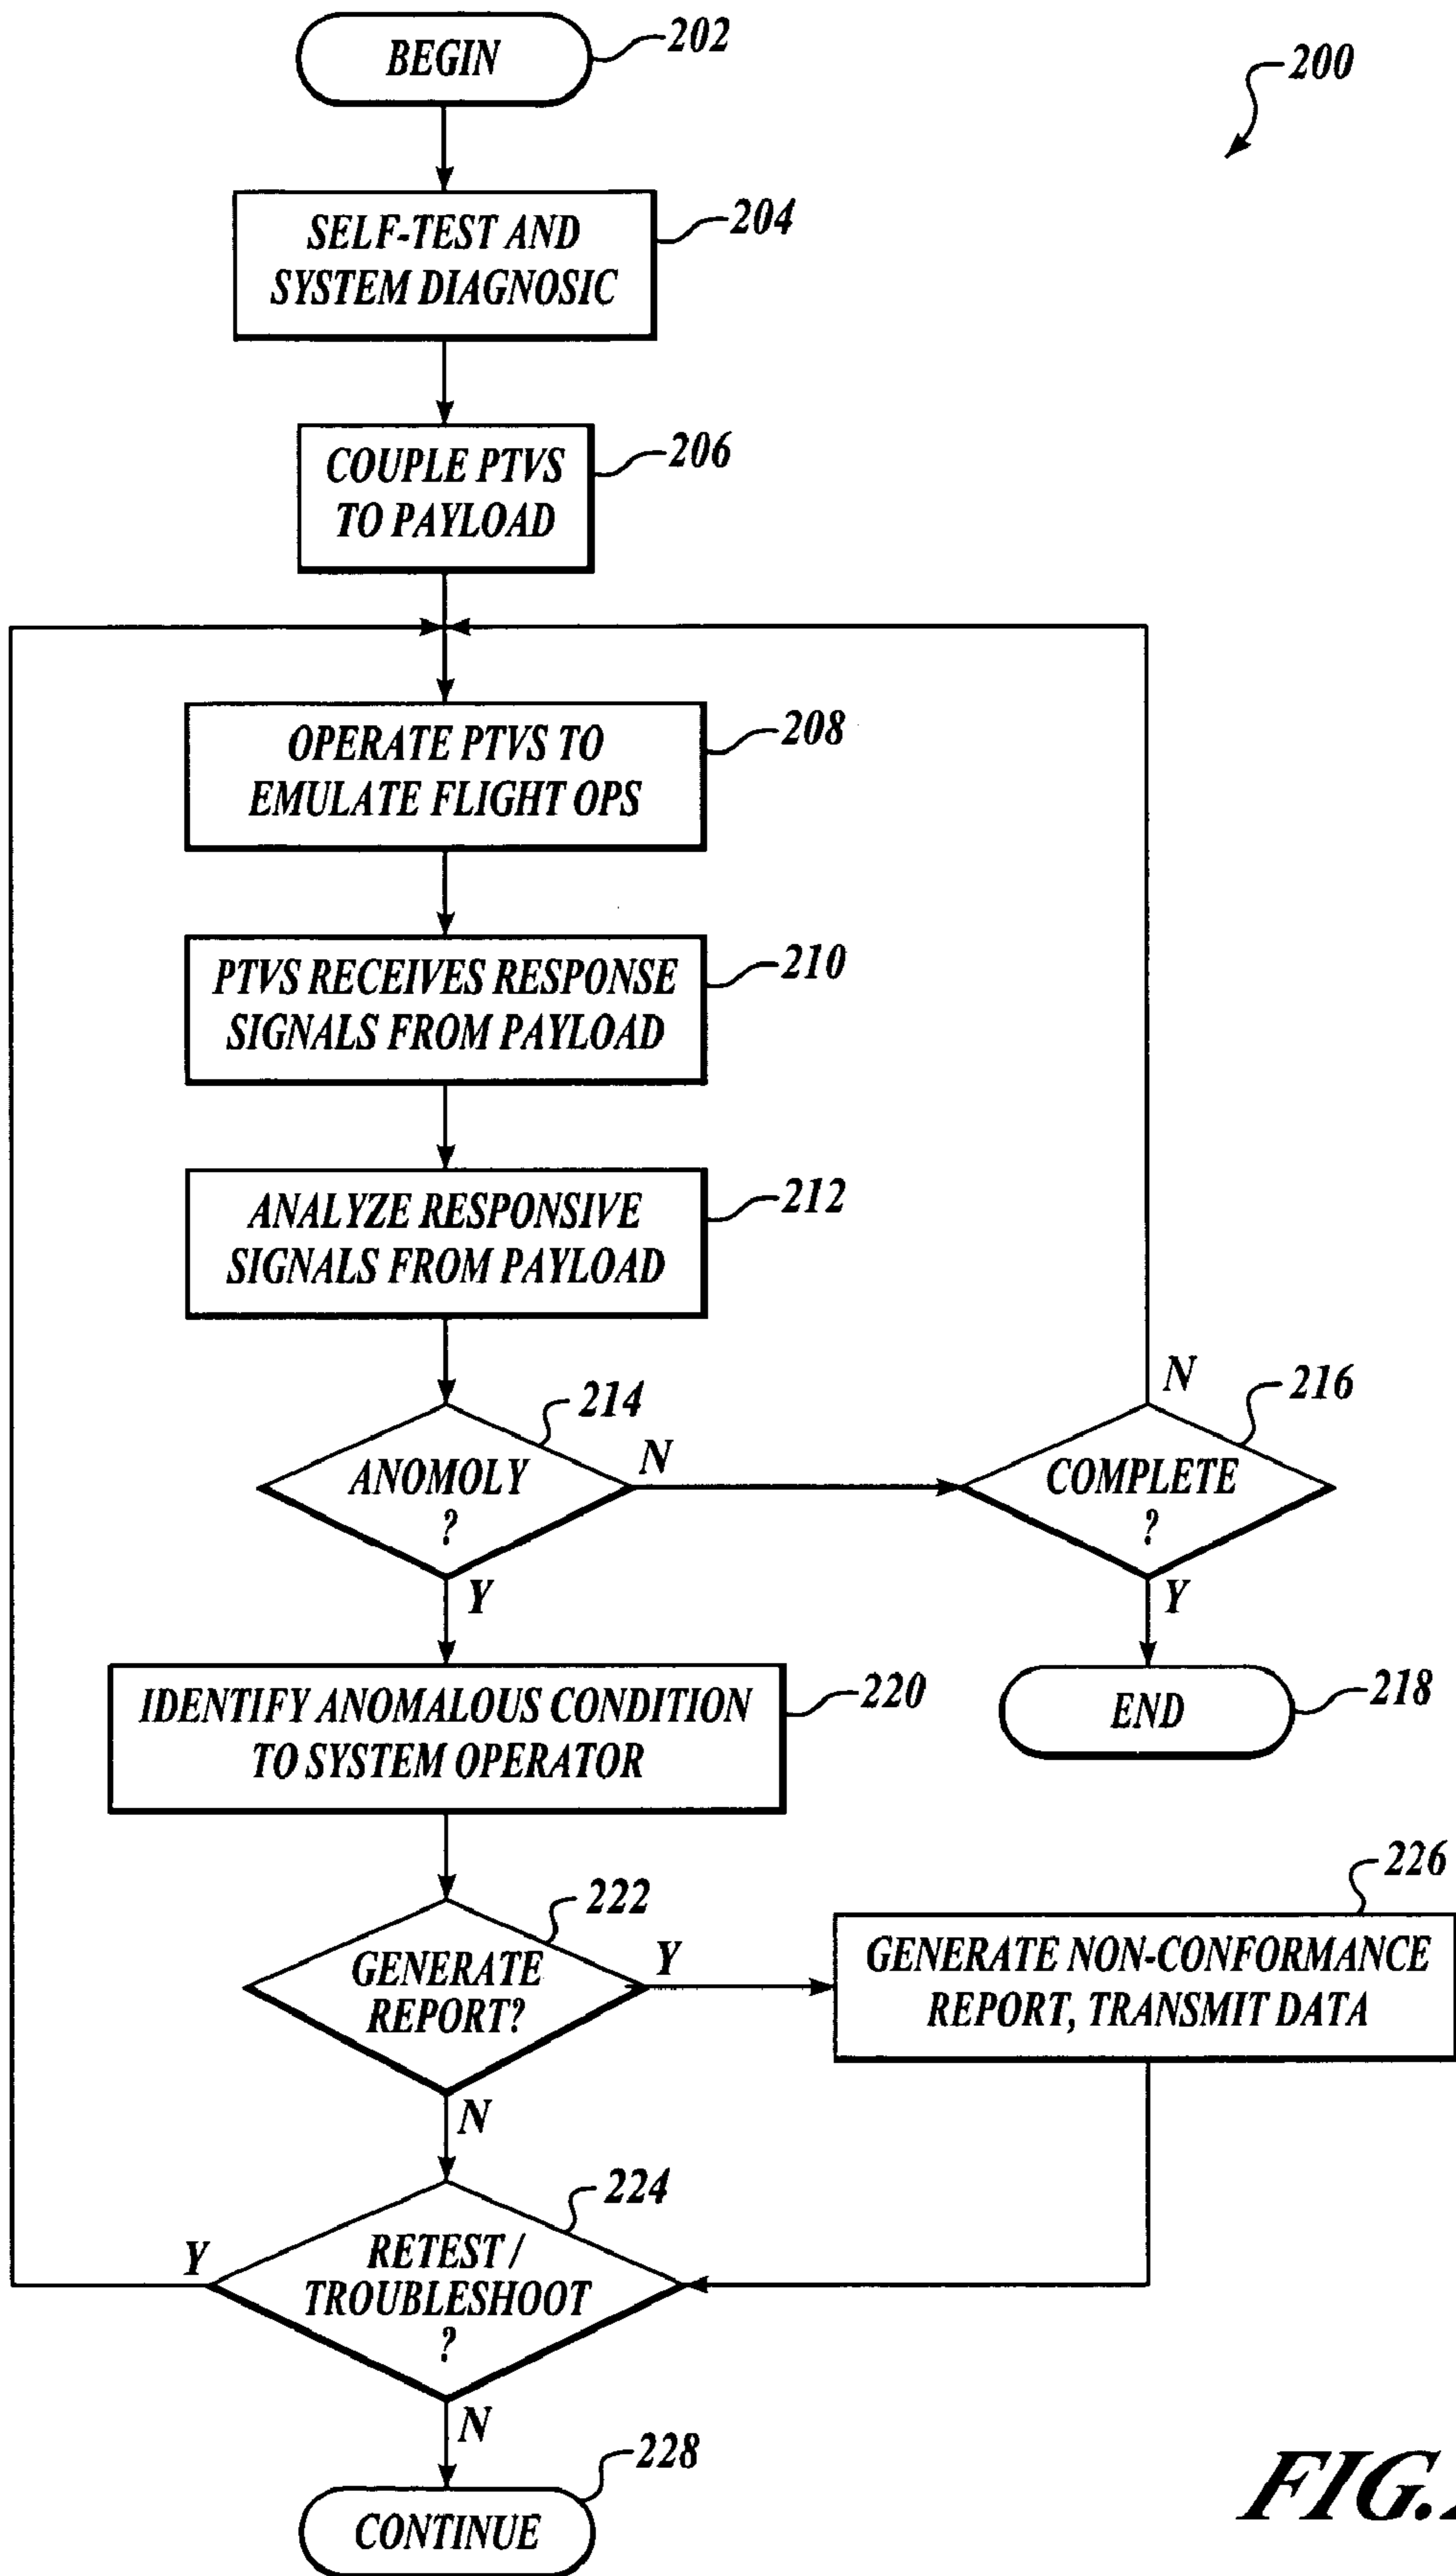 BEGIN
202
200
SELF-TEST AND
SYSTEM DIAGNOSIC
204
COUPLE PTVS
TO PAYLOAD
206
OPERATE PTVS TO
EMULATE FLIGHT OPS
208
PTVS RECEIVES RESPONSE
SIGNALS FROM PAYLOAD
210
ANALYZE RESPONSIVE
SIGNALS FROM PAYLOAD
212
ANOMOLY
?
214
N
Y
COMPLETE
?
216
N
Y
END
218
IDENTIFY ANOMALOUS CONDITION
TO SYSTEM OPERATOR
220
GENERATE
REPORT?
222
Y
N
GENERATE NON-CONFORMANCE
REPORT, TRANSMIT DATA
226
RETEST /
TROUBLESHOOT
?
224
Y
N
CONTINUE
228
FIG.